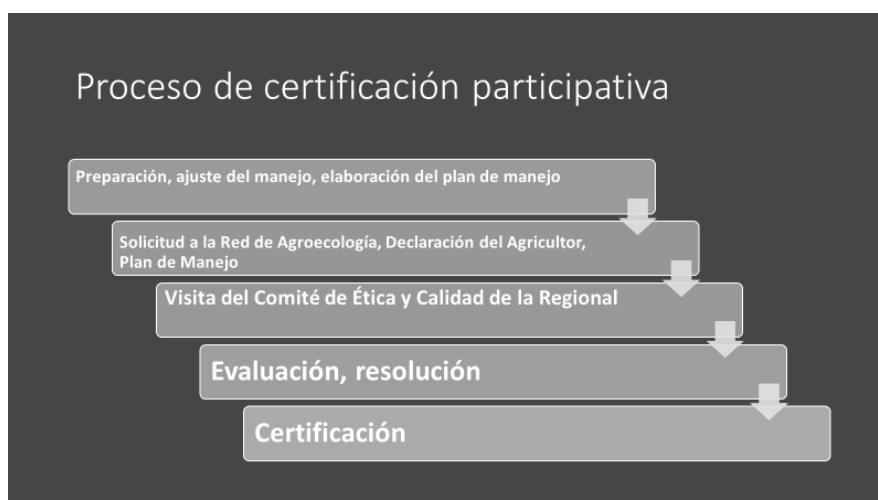 Proceso de certificación participativa
Preparación, ajuste del manejo, elaboración del plan de manejo
Solicitud a la Red de Agroecología, Declaración del Agricultor,
Plan de Manejo
Visita del Comité de Ética y Calidad de la Regional
Evaluación, resolución
Certificación